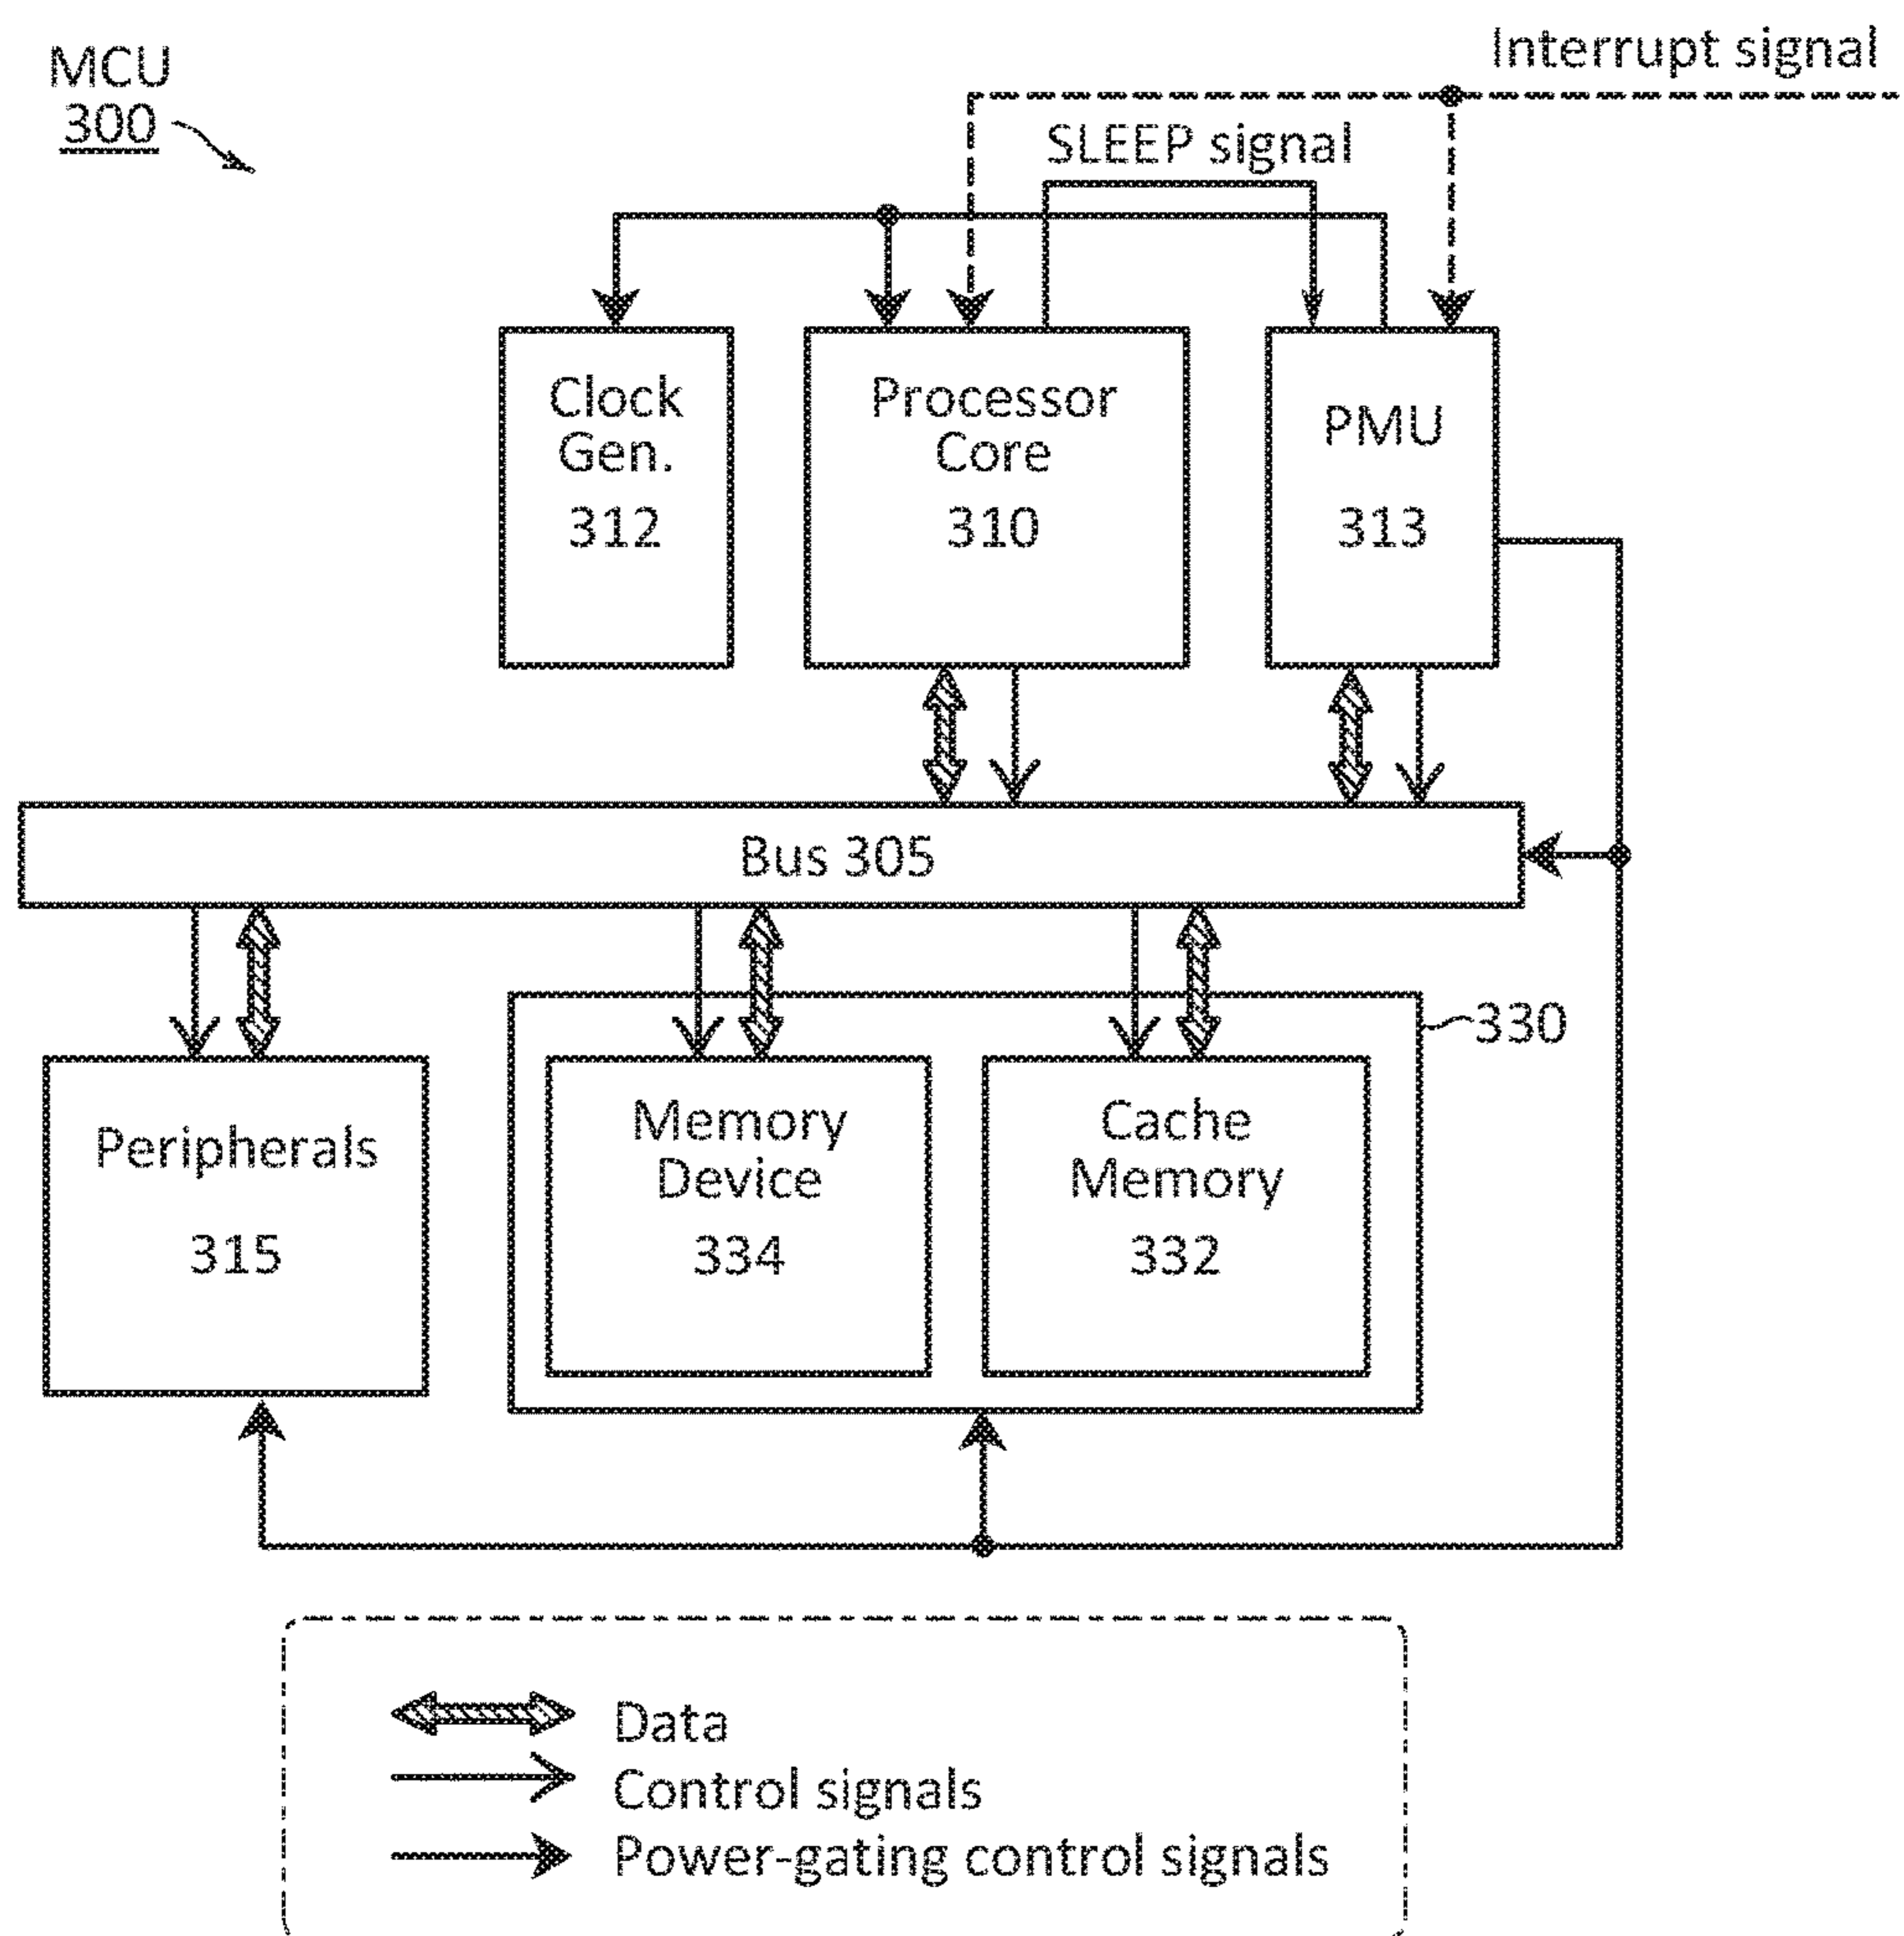 MCU
300
Interrupt signal
SLEEP signal
Clock
Gen.
312
Processor
Core
310
PMU
313
Bus 305
330
Peripherals
315
Memory
Device
334
Cache
Memory
332
Data
Control signals
Power-gating control signals